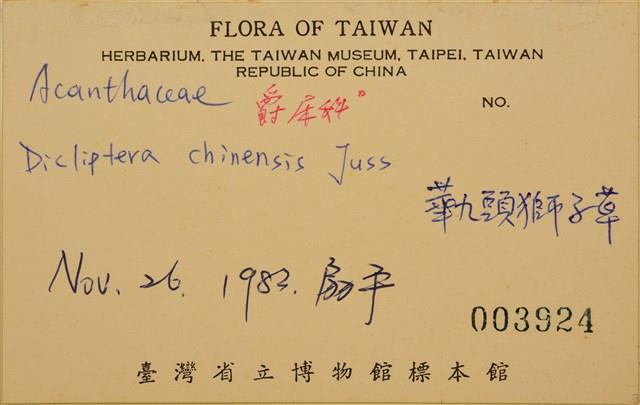 FLORA OF TAIWAN
HERBARIUM, THE TAIWAN MUSEUM, TAIPEI, TAIWAN
REPUBLIC OF CHINA
Acanthaceae 爵床科
NO.
Dicliptera chinensis Juss
華九頭獅子草
Nov. 26. 1983. 扇平
003924
臺灣省立博物館標本館